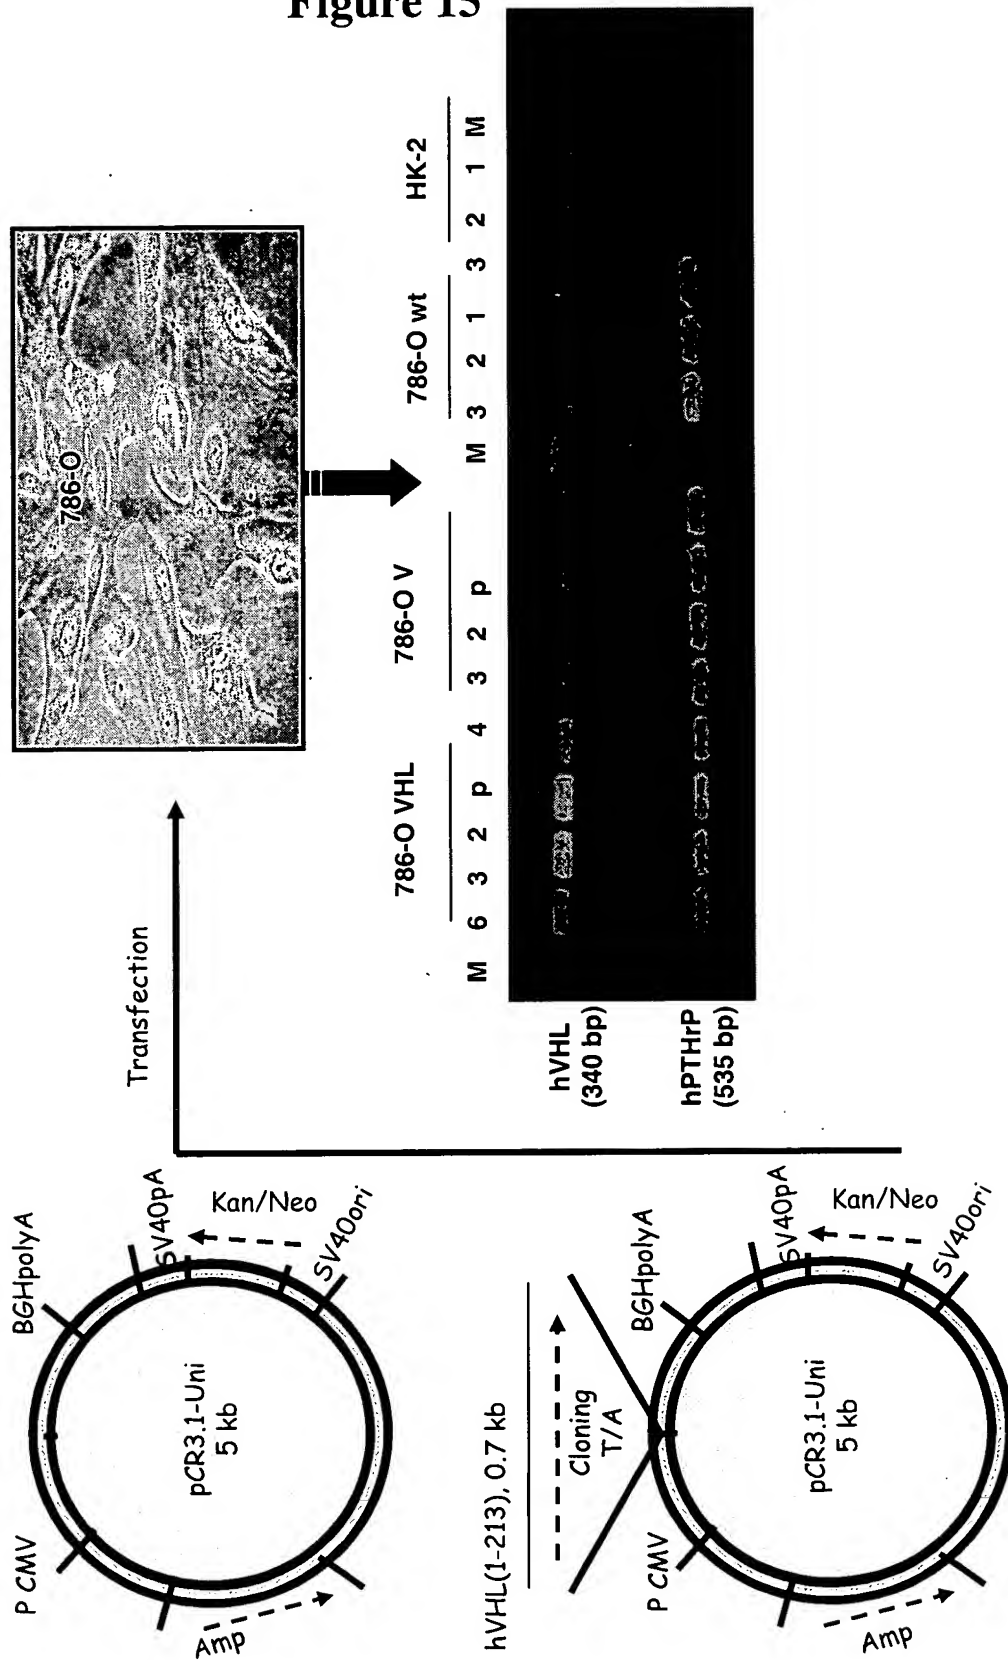 Figure 15
P CMV
BGHpolyA
SV40pA
Kan/Neo
SV40ori
Amp
pCR3.1-Uni
5 kb
hVHL(1-213), 0.7 kb
Cloning
T/A
P CMV
BGHpolyA
SV40pA
Kan/Neo
SV40ori
Amp
pCR3.1-Uni
5 kb
Transfection
786-O
786-O VHL
786-O V
786-O wt
HK-2
M 6 3 2 p 4 3 2 p M 3 2 1 3 2 1 M
hVHL
(340 bp)
hPTHrP
(535 bp)